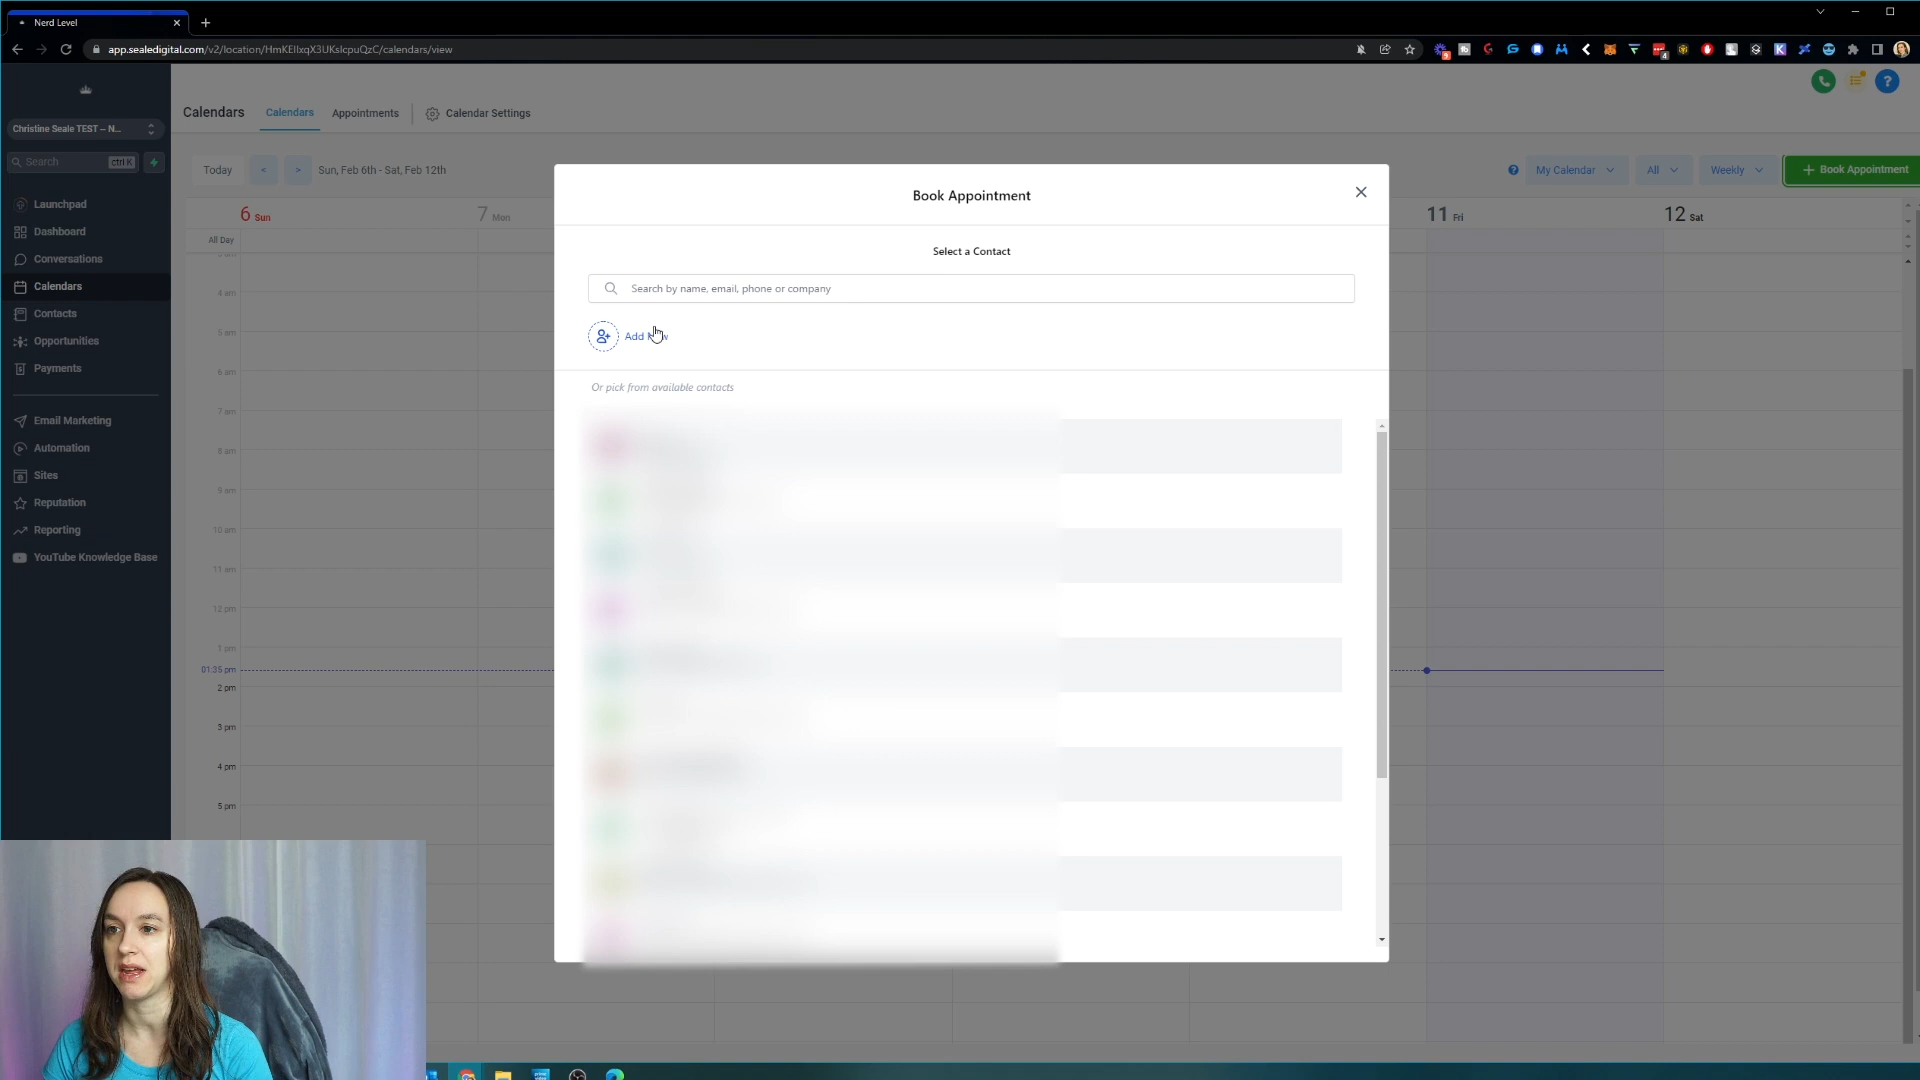 Nerd Level
app.sealedigital.com/v2/location/HmKEIlxqX3UKslcpuQzC/calendars/view
9
4
Christine Seale TEST – N...
Search
ctrl K
Launchpad
Dashboard
Conversations
Calendars
Contacts
Opportunities
Payments
Email Marketing
Automation
Sites
Reputation
Reporting
YouTube Knowledge Base
Calendars
Calendars
Appointments
Calendar Settings
Today
<
>
Sun, Feb 6th - Sat, Feb 12th
My Calendar
All
Weekly
+ Book Appointment
6 Sun
7 Mon
11 Fri
12 Sat
All Day
4 am
5 am
6 am
7 am
8 am
9 am
10 am
11 am
12 pm
1 pm
01:35 pm
2 pm
3 pm
4 pm
5 pm
Book Appointment
Select a Contact
Search by name, email, phone or company
Add
Or pick from available contacts